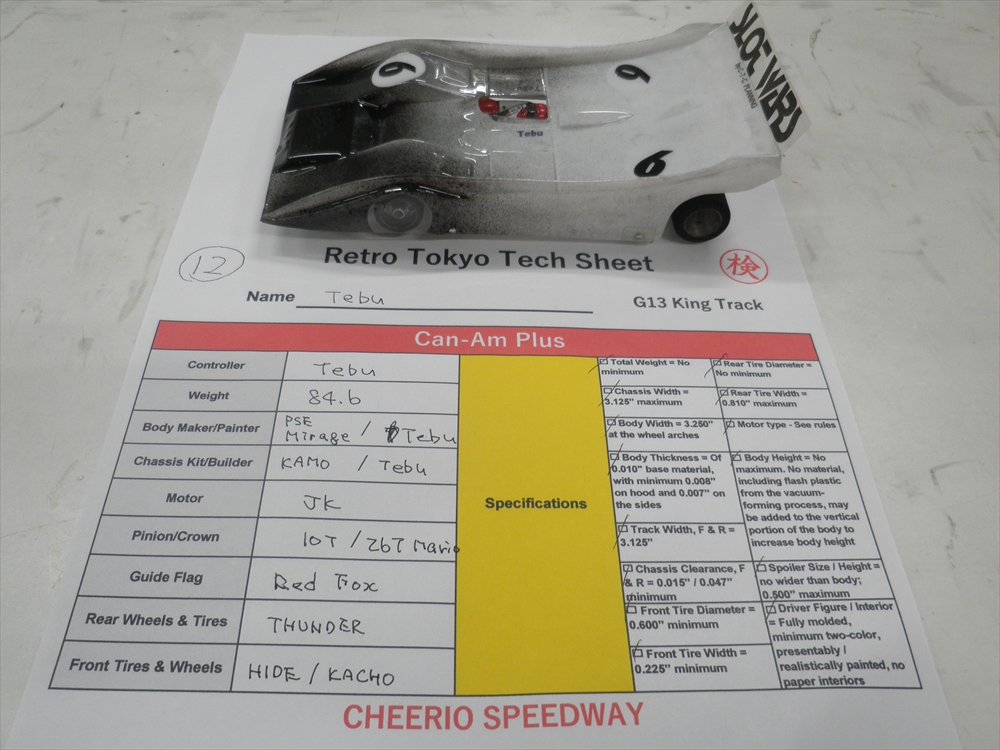 6
6
6
SLOT WARS
Tebu
Retro Tokyo Tech Sheet
検
12
Name Tebu
G13 King Track
Can-Am Plus
Controller
Tebu
Weight
84.6
Body Maker/Painter
PSE
Mirage / Tebu
Chassis Kit/Builder
KAMO / Tebu
Motor
JK
Pinion/Crown
10T / 26T Mario
Guide Flag
Red Fox
Rear Wheels & Tires
THUNDER
Front Tires & Wheels
HIDE / KACHO
Specifications
Total Weight = No
minimum
Chassis Width =
3.125" maximum
Body Width = 3.250"
at the wheel arches
Body Thickness = Of
0.010" base material,
with minimum 0.008"
on hood and 0.007" on
the sides
Track Width, F & R =
3.125"
Chassis Clearance, F
& R = 0.015" / 0.047"
minimum
Front Tire Diameter =
0.600" minimum
Front Tire Width =
0.225" minimum
Rear Tire Diameter =
No minimum
Rear Tire Width =
0.810" maximum
Motor type - See rules
Body Height = No
maximum. No material,
including flash plastic
from the vacuum-
forming process, may
be added to the vertical
portion of the body to
increase body height
Spoiler Size / Height =
no wider than body;
0.500" maximum
Driver Figure / Interior
= Fully molded,
minimum two-color,
presentably /
realistically painted, no
paper interiors
CHEERIO SPEEDWAY